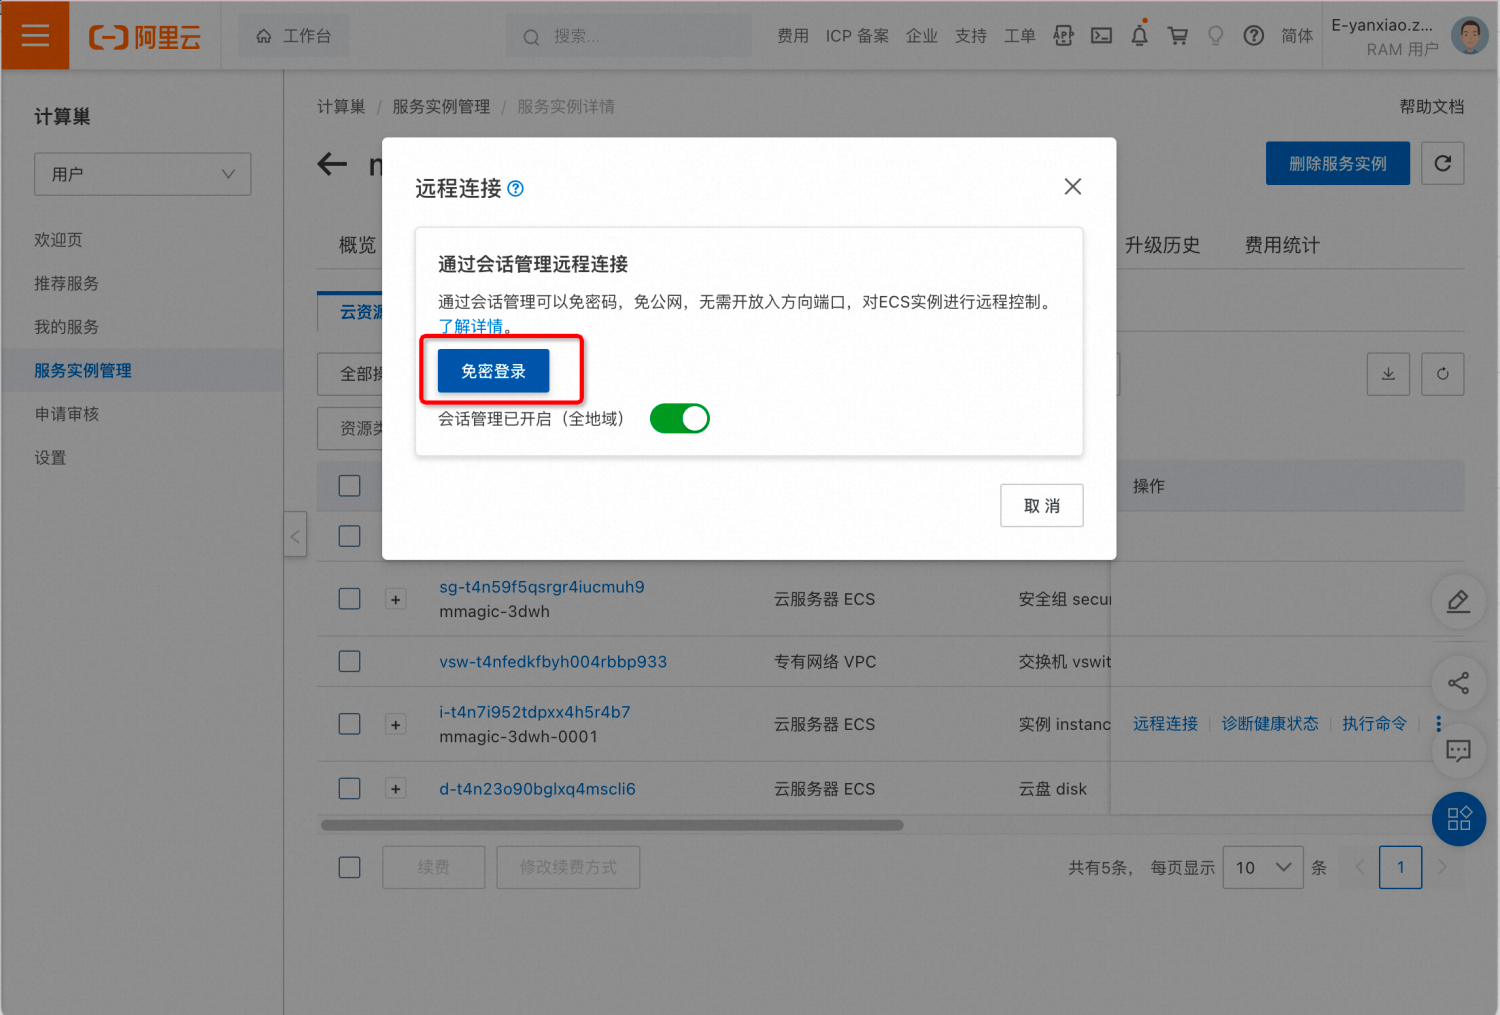 阿里云
工作台
搜索...
费用
ICP 备案
企业
支持
工单
简体
E-yanxiao.z...
RAM 用户
计算巢
用户
欢迎页
推荐服务
我的服务
服务实例管理
申请审核
设置
计算巢 / 服务实例管理 / 服务实例详情
帮助文档
删除服务实例
概览
升级历史
费用统计
云资源
全部
资源类
远程连接
通过会话管理远程连接
通过会话管理可以免密码，免公网，无需开放入方向端口，对ECS实例进行远程控制。
了解详情。
免密登录
会话管理已开启（全地域）
取 消
操作
sg-t4n59f5qsrgr4iucmuh9
mmagic-3dwh
云服务器 ECS
安全组 secur
vsw-t4nfedkfbyh004rbbp933
专有网络 VPC
交换机 vswit
i-t4n7i952tdpxx4h5r4b7
mmagic-3dwh-0001
云服务器 ECS
实例 instanc
远程连接
诊断健康状态
执行命令
d-t4n23o90bglxq4mscli6
云服务器 ECS
云盘 disk
续费
修改续费方式
共有5条，
每页显示
10
条
1